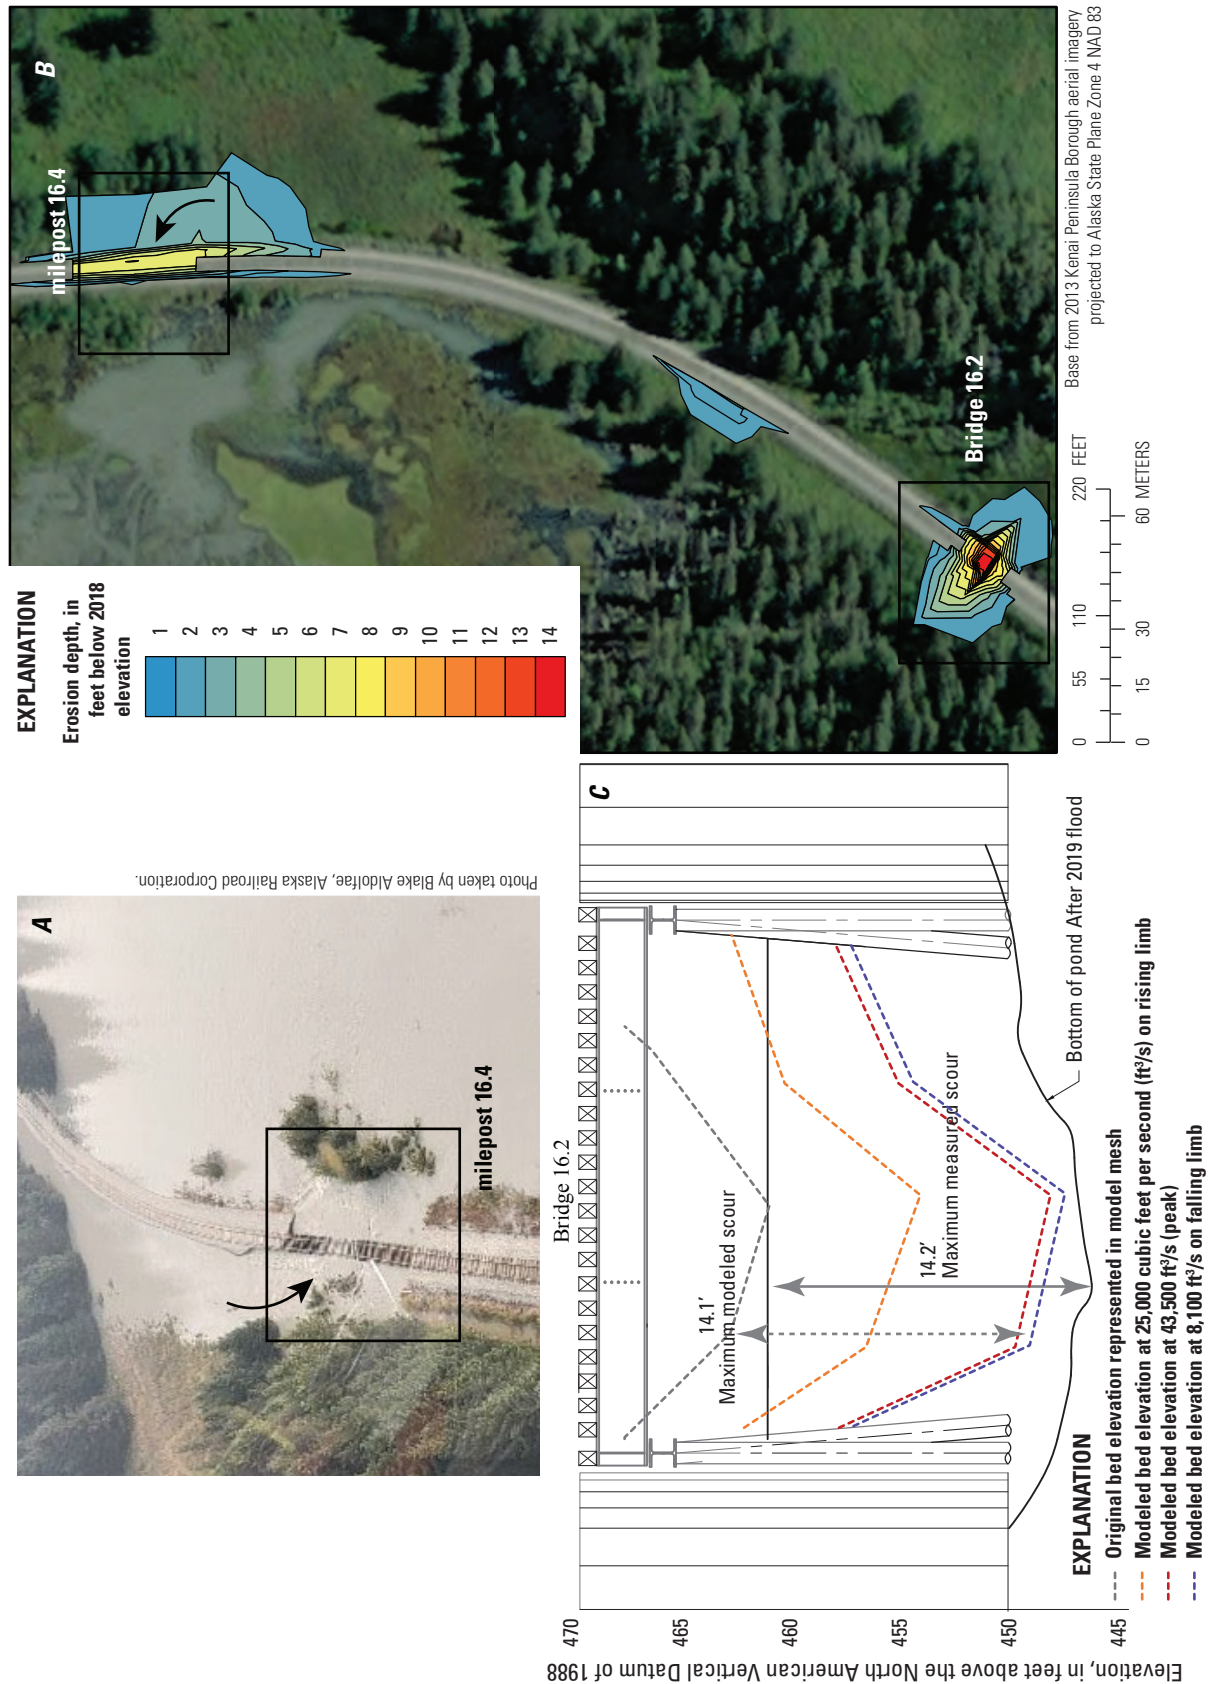 A
milepost 16.4
Photo taken by Blake Aldolfae, Alaska Railroad Corporation.
EXPLANATION
Erosion depth, in
feet below 2018
elevation
1
2
3
4
5
6
7
8
9
10
11
12
13
14
B
milepost 16.4
Bridge 16.2
0 55 110 220 FEET
0 15 30 60 METERS
Base from 2013 Kenai Peninsula Borough aerial imagery
projected to Alaska State Plane Zone 4 NAD 83
C
Bridge 16.2
Elevation, in feet above the North American Vertical Datum of 1988
470
465
460
455
450
445
14.1'
Maximum modeled scour
14.2'
Maximum measured scour
Bottom of pond After 2019 flood
EXPLANATION
Original bed elevation represented in model mesh
Modeled bed elevation at 25,000 cubic feet per second (ft³/s) on rising limb
Modeled bed elevation at 43,500 ft³/s (peak)
Modeled bed elevation at 8,100 ft³/s on falling limb